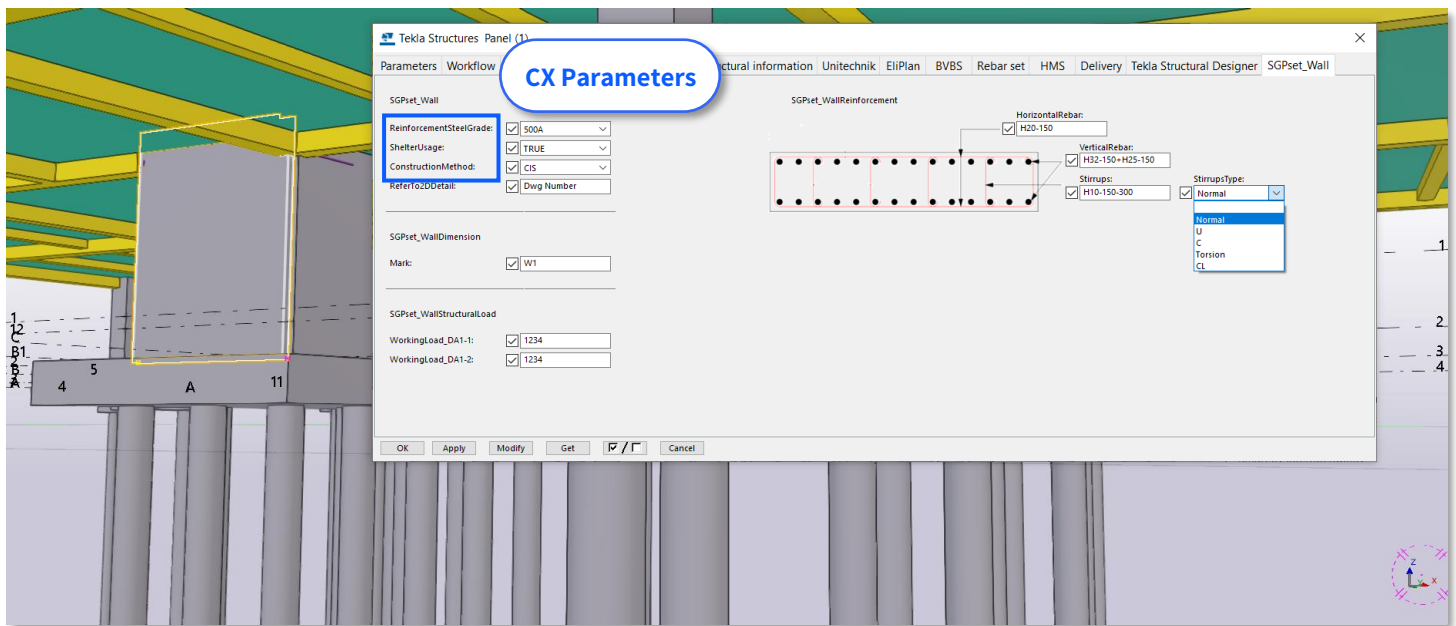 Tekla Structures Panel (1)
Parameters Workflow
CX Parameters
ctural information Unitechnik EliPlan BVBS Rebar set HMS Delivery Tekla Structural Designer SGPset_Wall
SGPset_Wall
ReinforcementSteelGrade: 500A
ShelterUsage: TRUE
ConstructionMethod: CIS
ReferTo2DDetail: Dwg Number
SGPset_WallDimension
Mark: W1
SGPset_WallStructuralLoad
WorkingLoad_DA1-1: 1234
WorkingLoad_DA1-2: 1234
SGPset_WallReinforcement
HorizontalRebar:
H20-150
VerticalRebar:
H32-150+H25-150
Stirrups:
H10-150-300
StirrupsType:
Normal
Normal
U
C
Torsion
CL
OK Apply Modify Get / Cancel
1
12
C
B1
B
A
4
5
A
11
1
2
3
4
Z
Y
X